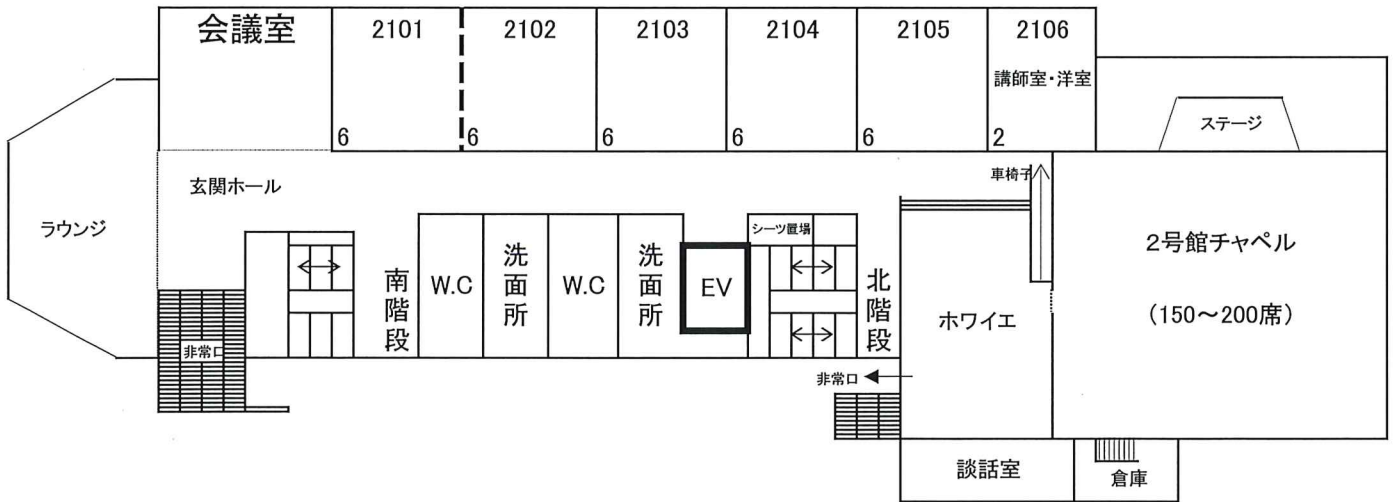 会議室
2101
2102
2103
2104
2105
2106
講師室・洋室
6
6
6
6
6
2
ステージ
車椅子
玄関ホール
ラウンジ
シーツ置場
2号館チャペル
(150～200席)
南階段
W.C
洗面所
W.C
洗面所
EV
北階段
ホワイエ
非常口
非常口
談話室
倉庫